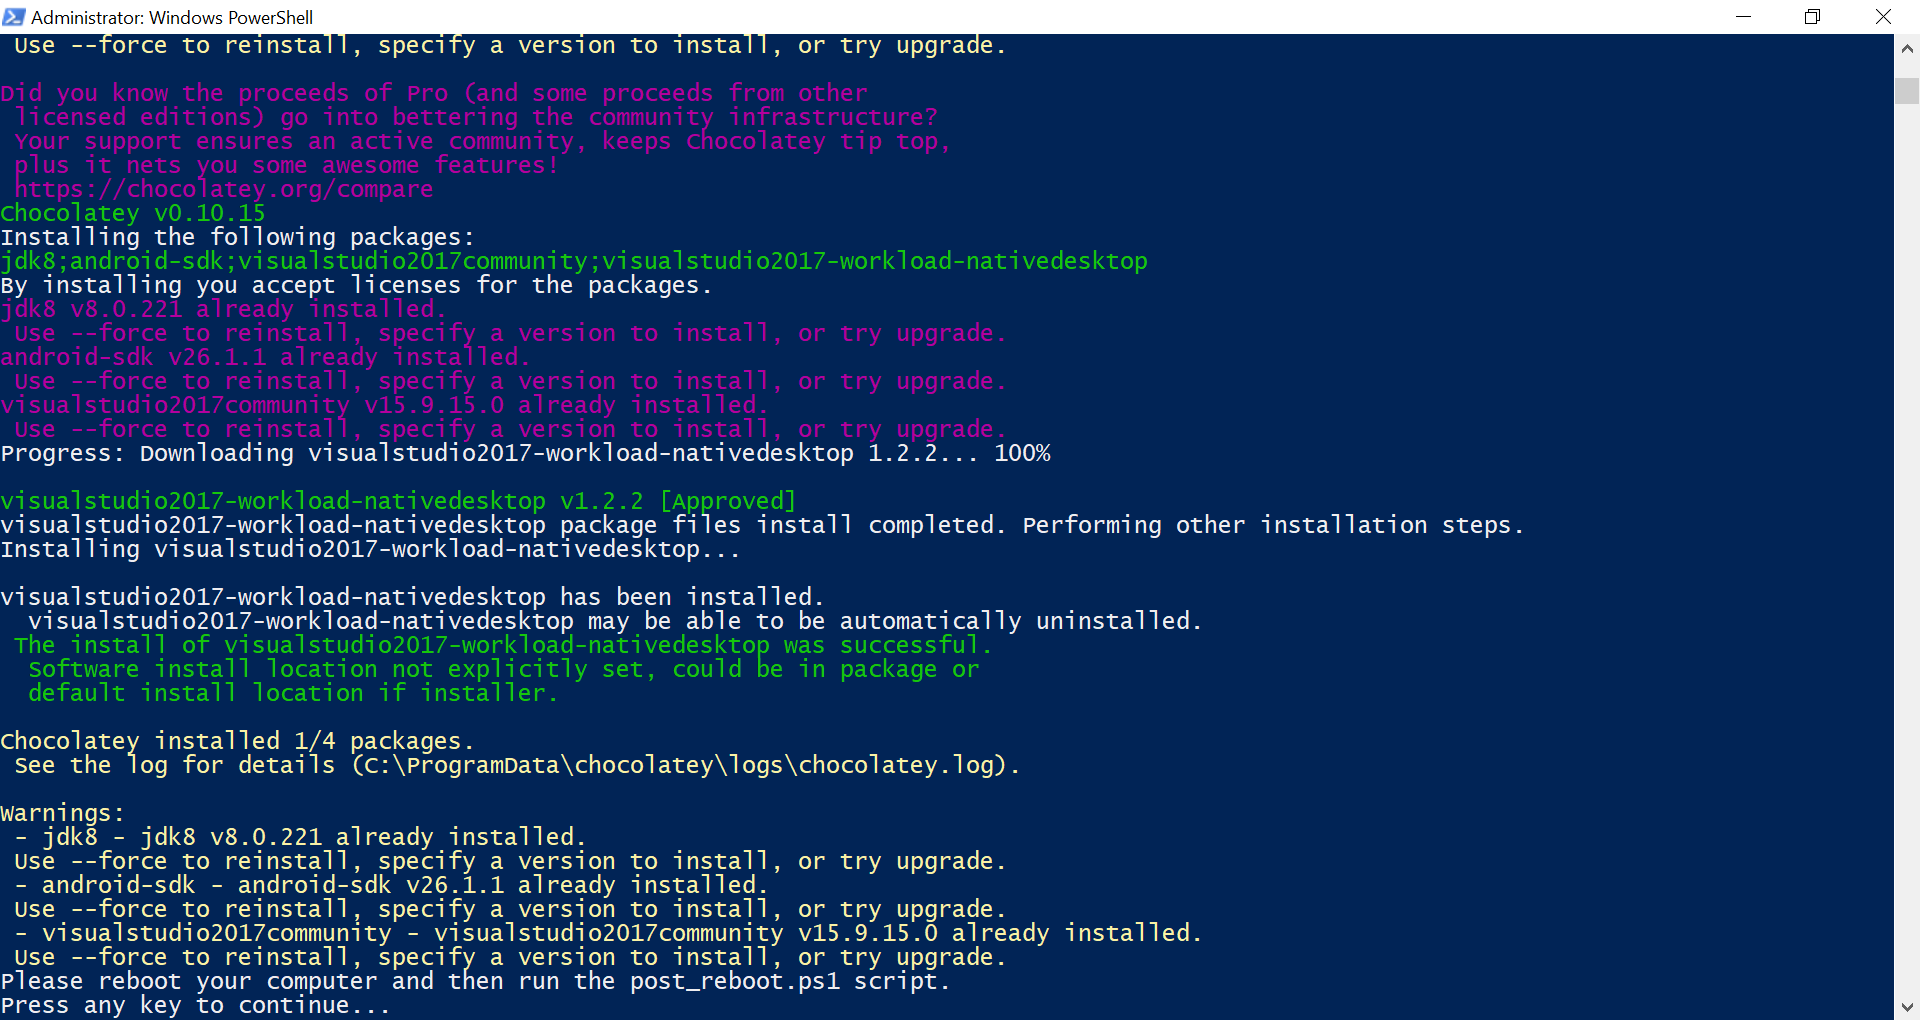 Administrator: Windows PowerShell
Use --force to reinstall, specify a version to install, or try upgrade.
Did you know the proceeds of Pro (and some proceeds from other
licensed editions) go into bettering the community infrastructure?
Your support ensures an active community, keeps Chocolatey tip top,
plus it nets you some awesome features!
https://chocolatey.org/compare
Chocolatey v0.10.15
Installing the following packages:
jdk8;android-sdk;visualstudio2017community;visualstudio2017-workload-nativedesktop
By installing you accept licenses for the packages.
jdk8 v8.0.221 already installed.
Use --force to reinstall, specify a version to install, or try upgrade.
android-sdk v26.1.1 already installed.
Use --force to reinstall, specify a version to install, or try upgrade.
visualstudio2017community v15.9.15.0 already installed.
Use --force to reinstall, specify a version to install, or try upgrade.
Progress: Downloading visualstudio2017-workload-nativedesktop 1.2.2... 100%
visualstudio2017-workload-nativedesktop v1.2.2 [Approved]
visualstudio2017-workload-nativedesktop package files install completed. Performing other installation steps.
Installing visualstudio2017-workload-nativedesktop...
visualstudio2017-workload-nativedesktop has been installed.
visualstudio2017-workload-nativedesktop may be able to be automatically uninstalled.
The install of visualstudio2017-workload-nativedesktop was successful.
Software install location not explicitly set, could be in package or
default install location if installer.
Chocolatey installed 1/4 packages.
See the log for details (C:\ProgramData\chocolatey\logs\chocolatey.log).
Warnings:
- jdk8 - jdk8 v8.0.221 already installed.
Use --force to reinstall, specify a version to install, or try upgrade.
- android-sdk - android-sdk v26.1.1 already installed.
Use --force to reinstall, specify a version to install, or try upgrade.
- visualstudio2017community - visualstudio2017community v15.9.15.0 already installed.
Use --force to reinstall, specify a version to install, or try upgrade.
Please reboot your computer and then run the post_reboot.ps1 script.
Press any key to continue...